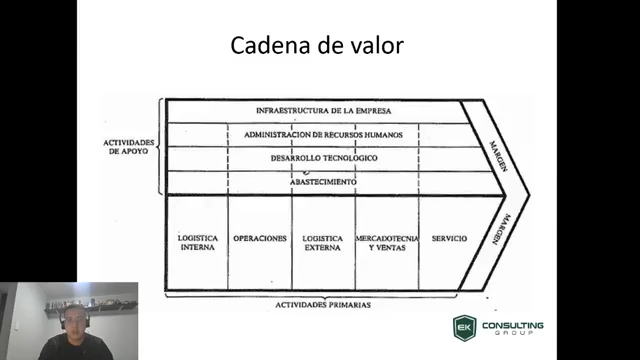 Cadena de valor
INFRAESTRUCTURA DE LA EMPRESA
ADMINISTRACION DE RECURSOS HUMANOS
DESARROLLO TECNOLOGICO
ABASTECIMIENTO
ACTIVIDADES
DE APOYO
MARGEN
MARGEN
LOGISTICA
INTERNA
OPERACIONES
LOGISTICA
EXTERNA
MERCADOTECNIA
Y VENTAS
SERVICIO
ACTIVIDADES PRIMARIAS
EK
CONSULTING
GROUP